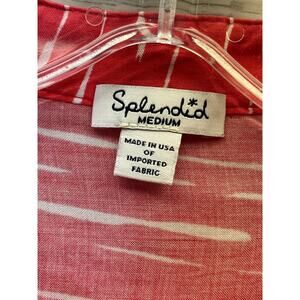 Splendid
MEDIUM
MADE IN USA
OF
IMPORTED
FABRIC